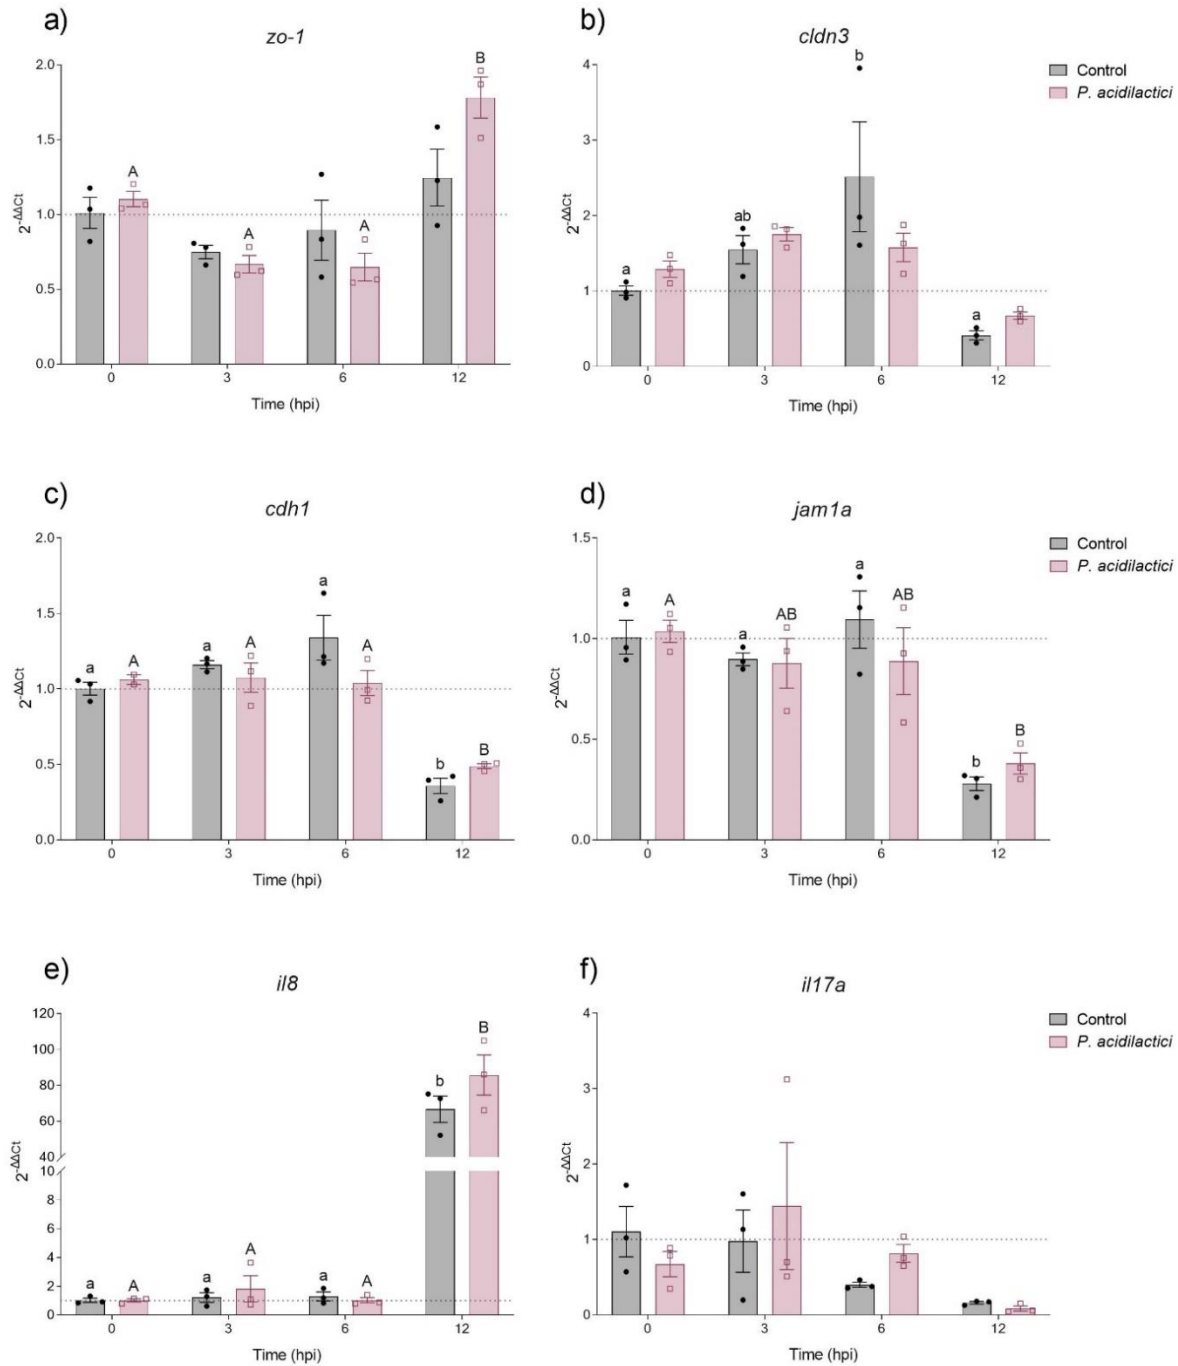 a)
zo-1
2.0
1.5
1.0
0.5
0.0
2^-ΔΔCt
A
A
A
B
0 3 6 12
Time (hpi)
b)
cldn3
4
3
2
1
0
2^-ΔΔCt
a
ab
b
a
0 3 6 12
Time (hpi)
Control
P. acidilactici
c)
cdh1
2.0
1.5
1.0
0.5
0.0
2^-ΔΔCt
a A
a A
a A
b B
0 3 6 12
Time (hpi)
d)
jam1a
1.5
1.0
0.5
0.0
2^-ΔΔCt
a A
a AB
a AB
b B
0 3 6 12
Time (hpi)
Control
P. acidilactici
e)
il8
120
100
80
60
40
10
8
6
4
2
0
2^-ΔΔCt
a A
a A
a A
b B
0 3 6 12
Time (hpi)
f)
il17a
4
3
2
1
0
2^-ΔΔCt
0 3 6 12
Time (hpi)
Control
P. acidilactici